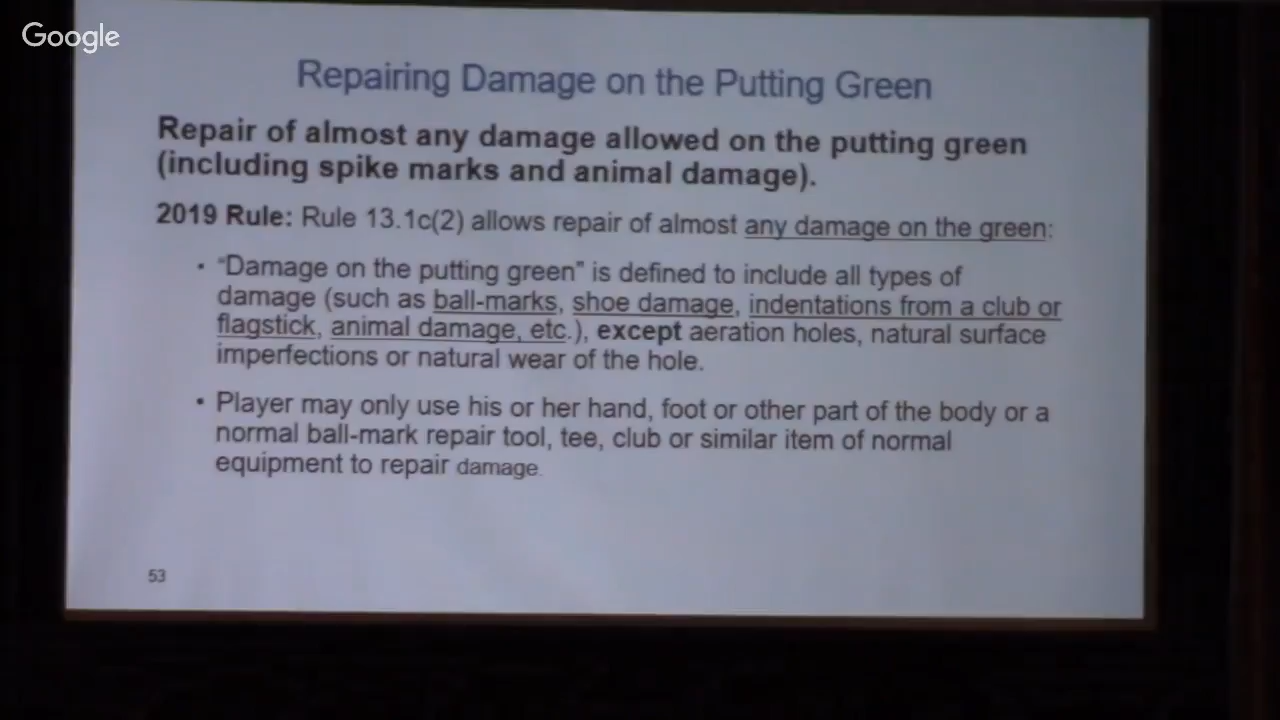 Google
Repairing Damage on the Putting Green
Repair of almost any damage allowed on the putting green
(including spike marks and animal damage).
2019 Rule: Rule 13.1c(2) allows repair of almost any damage on the green:
• “Damage on the putting green” is defined to include all types of
damage (such as ball-marks, shoe damage, indentations from a club or
flagstick, animal damage, etc.), except aeration holes, natural surface
imperfections or natural wear of the hole.
• Player may only use his or her hand, foot or other part of the body or a
normal ball-mark repair tool, tee, club or similar item of normal
equipment to repair damage.
53